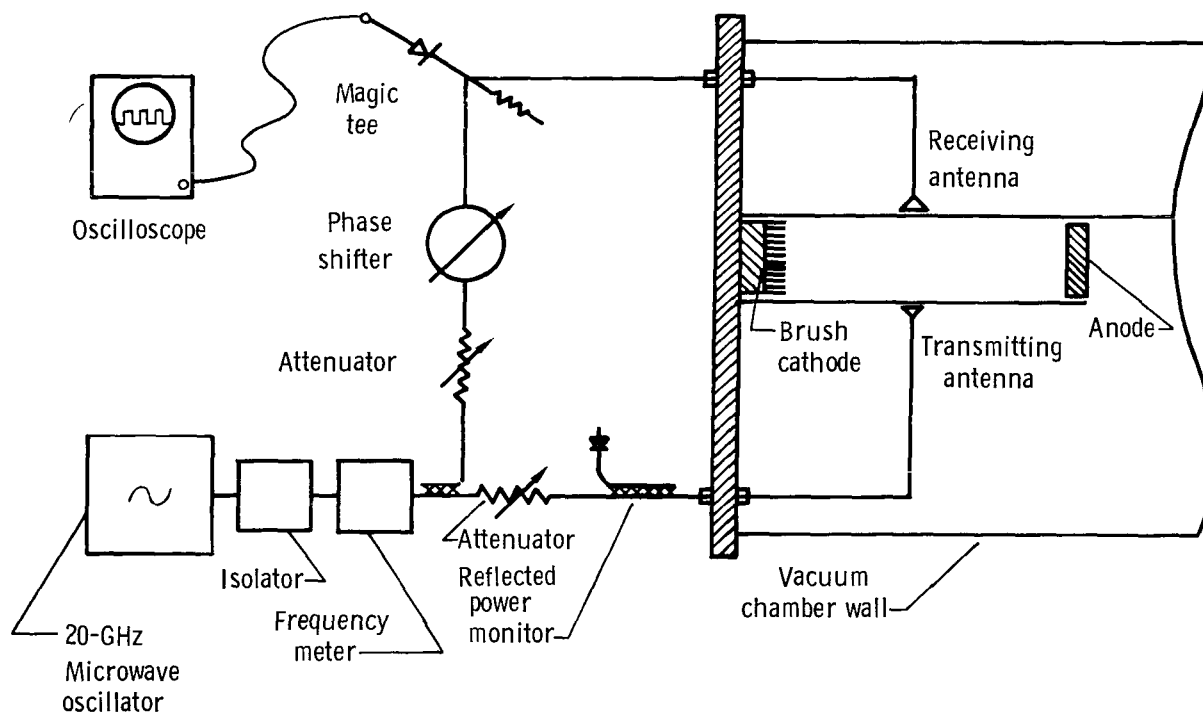 Magic
tee
Oscilloscope
Receiving
antenna
Phase
shifter
Brush
cathode
Anode
Transmitting
antenna
Attenuator
Attenuator
Isolator
Reflected
power
monitor
Frequency
meter
Vacuum
chamber wall
20-GHz
Microwave
oscillator